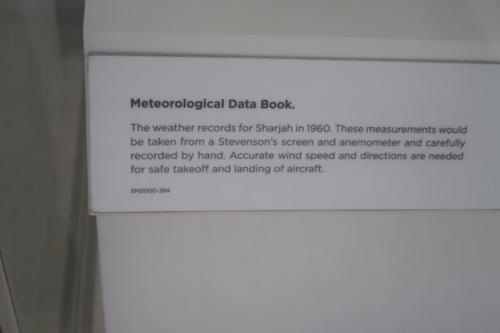 Meteorological Data Book.
The weather records for Sharjah in 1960. These measurements would
be taken from a Stevenson's screen and anemometer and carefully
recorded by hand. Accurate wind speed and directions are needed
for safe takeoff and landing of aircraft.
SM2000-384